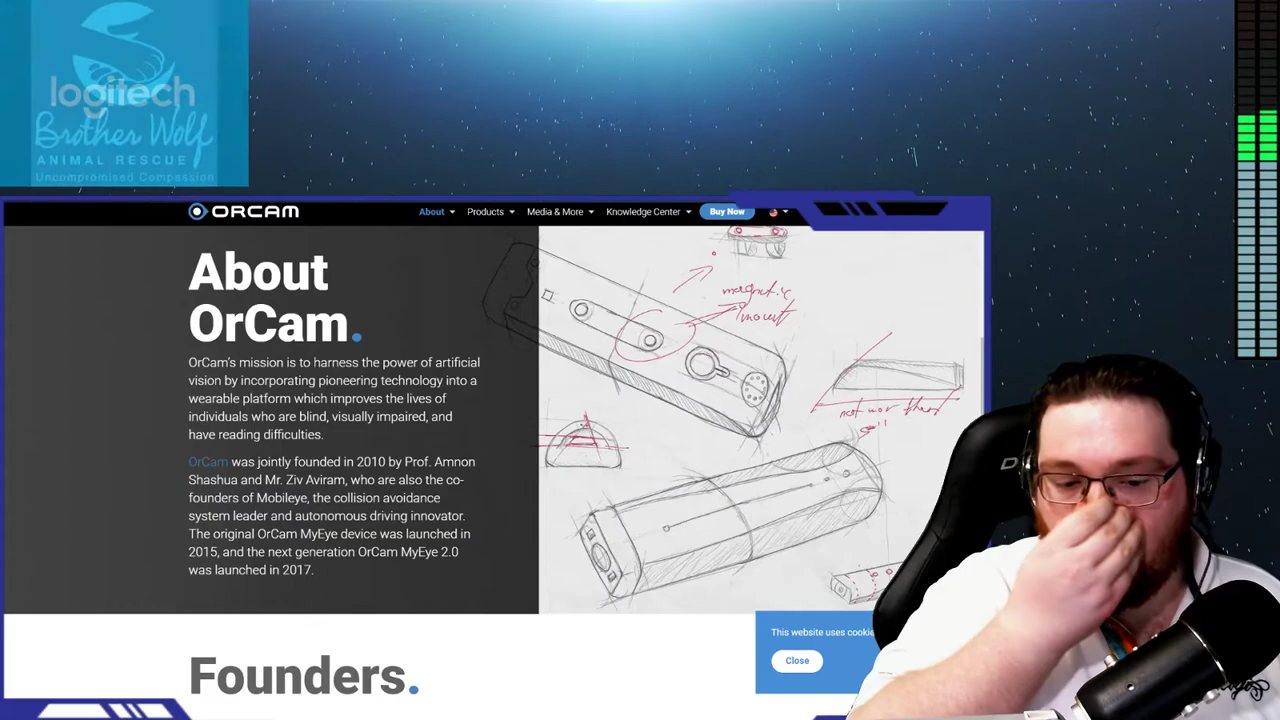 logitech
Brother Wolf
ANIMAL RESCUE
Uncompromised Compassion
ORCAM
About Products Media & More Knowledge Center Buy Now
About
OrCam.
OrCam's mission is to harness the power of artificial
vision by incorporating pioneering technology into a
wearable platform which improves the lives of
individuals who are blind, visually impaired, and
have reading difficulties.
OrCam was jointly founded in 2010 by Prof. Amnon
Shashua and Mr. Ziv Aviram, who are also the co-
founders of Mobileye, the collision avoidance
system leader and autonomous driving innovator.
The original OrCam MyEye device was launched in
2015, and the next generation OrCam MyEye 2.0
was launched in 2017.
mount
Founders.
This website uses cookie
Close